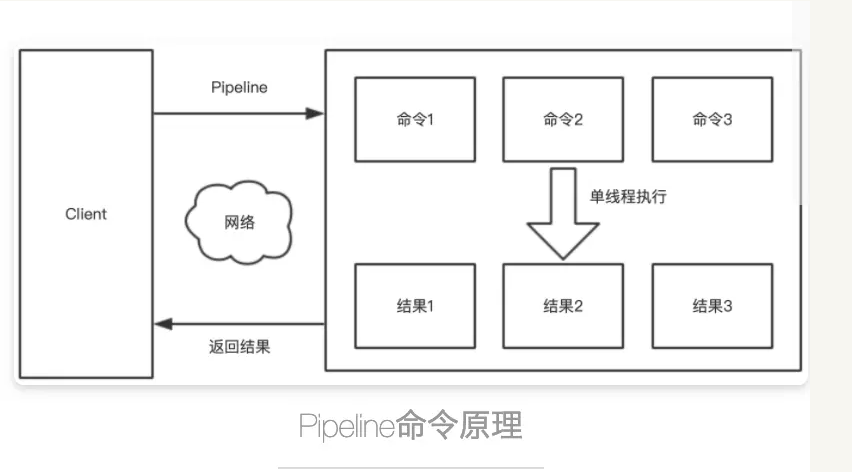 Pipeline
命令1
命令2
命令3
单线程执行
Client
网络
结果1
结果2
结果3
返回结果
Pipeline命令原理